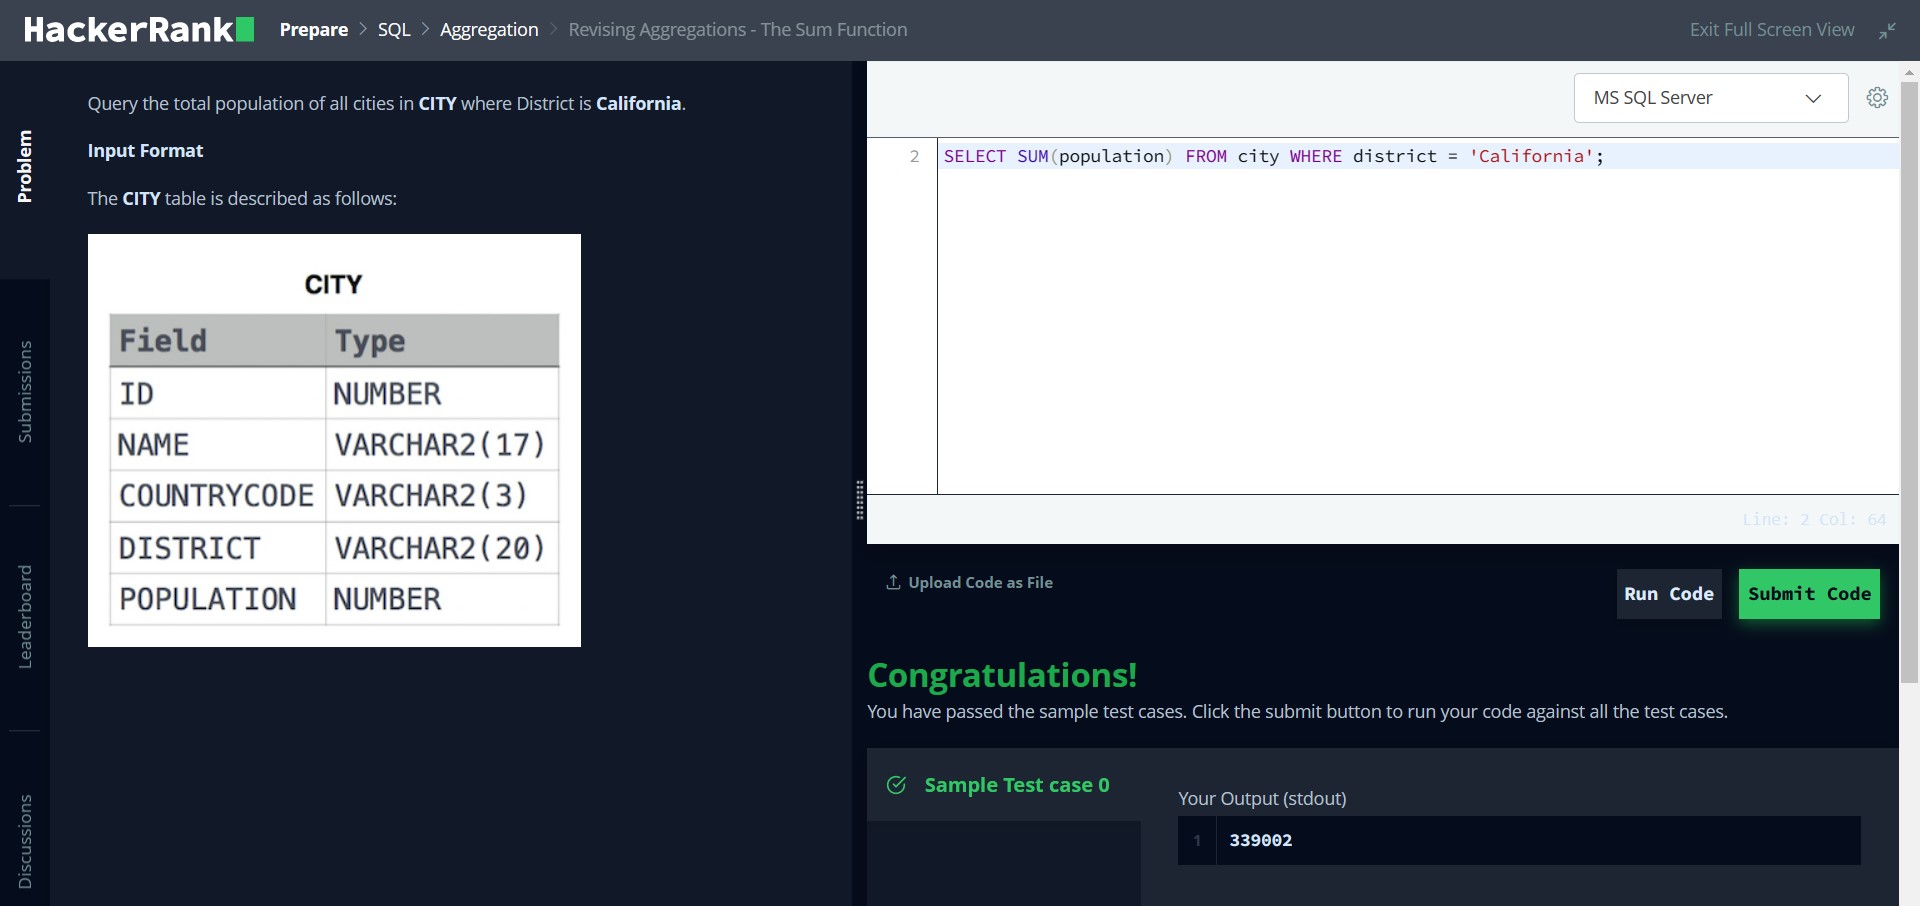 HackerRank Prepare > SQL > Aggregation > Revising Aggregations - The Sum Function Exit Full Screen View
Problem
Submissions
Leaderboard
Discussions
Query the total population of all cities in CITY where District is California.
Input Format
The CITY table is described as follows:
CITY
Field Type
ID NUMBER
NAME VARCHAR2(17)
COUNTRYCODE VARCHAR2(3)
DISTRICT VARCHAR2(20)
POPULATION NUMBER
MS SQL Server
2 SELECT SUM(population) FROM city WHERE district = 'California';
Line: 2 Col: 64
Upload Code as File
Run Code Submit Code
Congratulations!
You have passed the sample test cases. Click the submit button to run your code against all the test cases.
Sample Test case 0
Your Output (stdout)
1 339002